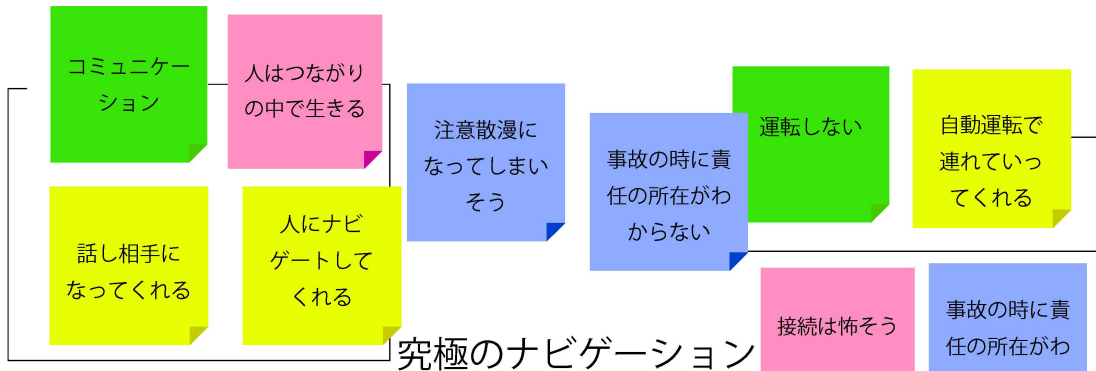 コミュニケー
ション
人はつながり
の中で生きる
話し相手に
なってくれる
人にナビ
ゲートして
くれる
注意散漫に
なってしまい
そう
事故の時に責
任の所在がわ
からない
運転しない
自動運転で
連れていっ
てくれる
接続は怖そう
事故の時に責
任の所在がわ
究極のナビゲーション